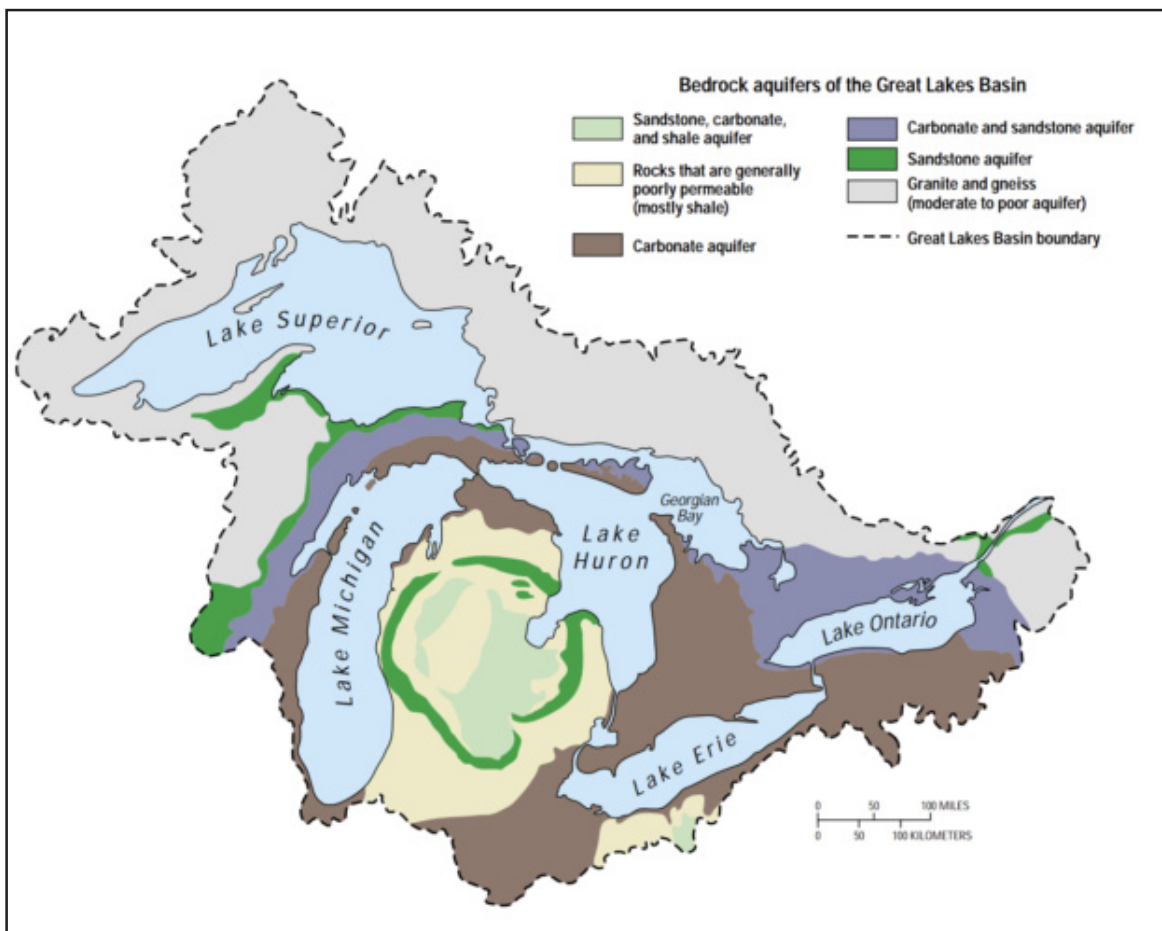 Bedrock aquifers of the Great Lakes Basin
Sandstone, carbonate,
and shale aquifer
Rocks that are generally
poorly permeable
(mostly shale)
Carbonate aquifer
Carbonate and sandstone aquifer
Sandstone aquifer
Granite and gneiss
(moderate to poor aquifer)
Great Lakes Basin boundary
Lake Superior
Georgian
Bay
Lake
Huron
Lake Michigan
Lake Ontario
Lake Erie
0 50 100 MILES
0 50 100 KILOMETERS